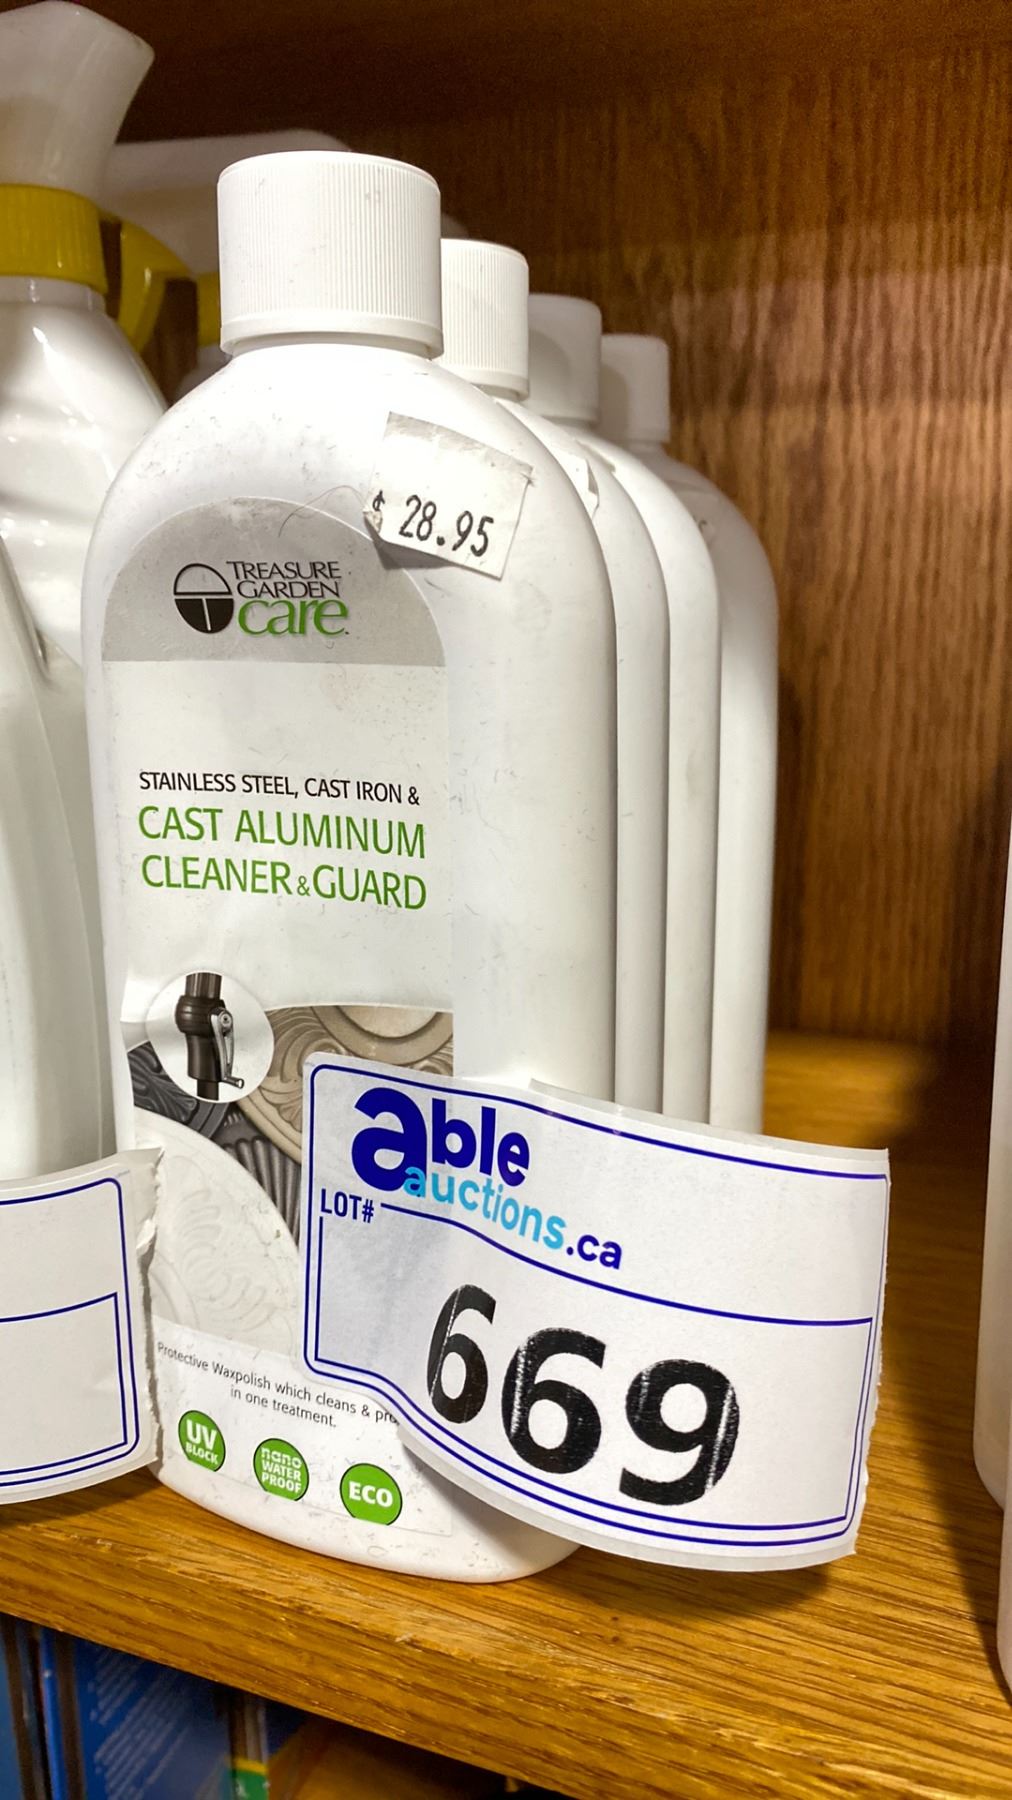 $ 28.95
TREASURE
GARDEN
care
STAINLESS STEEL, CAST IRON &
CAST ALUMINUM
CLEANER & GUARD
able
auctions.ca
LOT#
669
Protective Waxpolish which cleans &
in one treatment.
UV
BLOCK
nano
WATER
PROOF
ECO